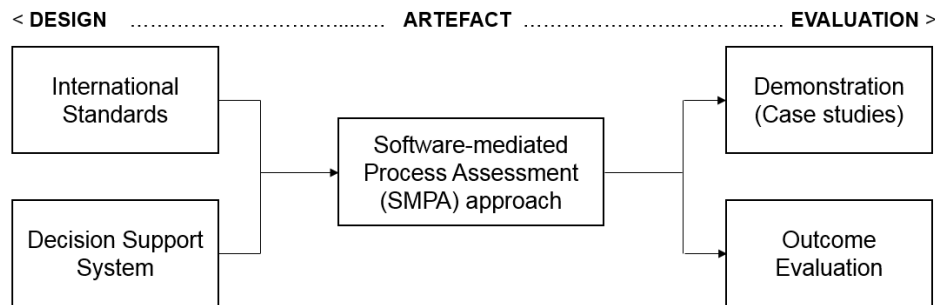 < DESIGN ………………………...... ARTEFACT ………………………...... EVALUATION >
International
Standards
Decision Support
System
Software-mediated
Process Assessment
(SMPA) approach
Demonstration
(Case studies)
Outcome
Evaluation